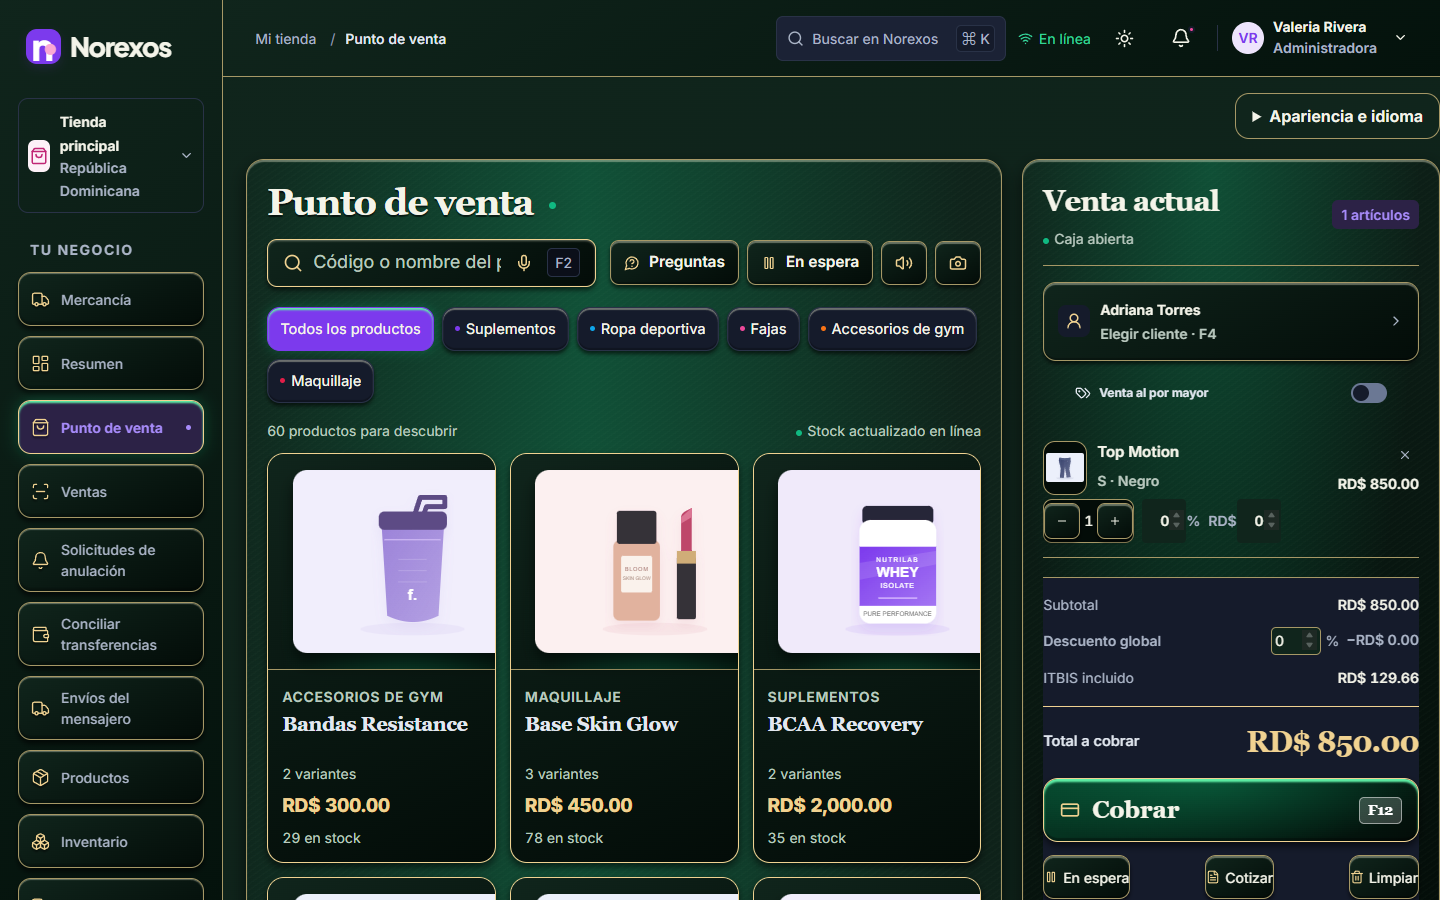 Norexos
Mi tienda / Punto de venta
Buscar en Norexos ⌘ K
En línea
VR
Valeria Rivera
Administradora
Tienda
principal
República
Dominicana
▶ Apariencia e idioma
TU NEGOCIO
Mercancía
Resumen
Punto de venta
Ventas
Solicitudes de
anulación
Conciliar
transferencias
Envíos del
mensajero
Productos
Inventario
Punto de venta
Código o nombre del p
F2
Preguntas
En espera
Todos los productos
Suplementos
Ropa deportiva
Fajas
Accesorios de gym
Maquillaje
60 productos para descubrir
Stock actualizado en línea
f.
ACCESORIOS DE GYM
Bandas Resistance
2 variantes
RD$ 300.00
29 en stock
BLOOM
SKIN GLOW
MAQUILLAJE
Base Skin Glow
3 variantes
RD$ 450.00
78 en stock
NUTRILAB
WHEY
ISOLATE
PURE PERFORMANCE
SUPLEMENTOS
BCAA Recovery
2 variantes
RD$ 2,000.00
35 en stock
Venta actual
1 artículos
Caja abierta
Adriana Torres
Elegir cliente · F4
Venta al por mayor
Top Motion
S · Negro
RD$ 850.00
− 1 + 0 % RD$ 0
Subtotal RD$ 850.00
Descuento global 0 % −RD$ 0.00
ITBIS incluido RD$ 129.66
Total a cobrar RD$ 850.00
Cobrar F12
En espera
Cotizar
Limpiar